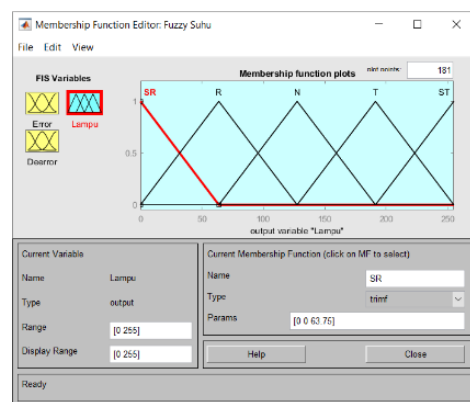 Membership Function Editor: Fuzzy Suhu
File Edit View
FIS Variables
Membership function plots
plot points:
181
SR R N T ST
1
0.5
0
0 50 100 150 200 250
output variable "Lampu"
Error
Lampu
Deerror
Current Variable
Name Lampu
Type output
Range [0 255]
Display Range [0 255]
Current Membership Function (click on MF to select)
Name SR
Type trimf
Params [0 0 63.75]
Help Close
Ready